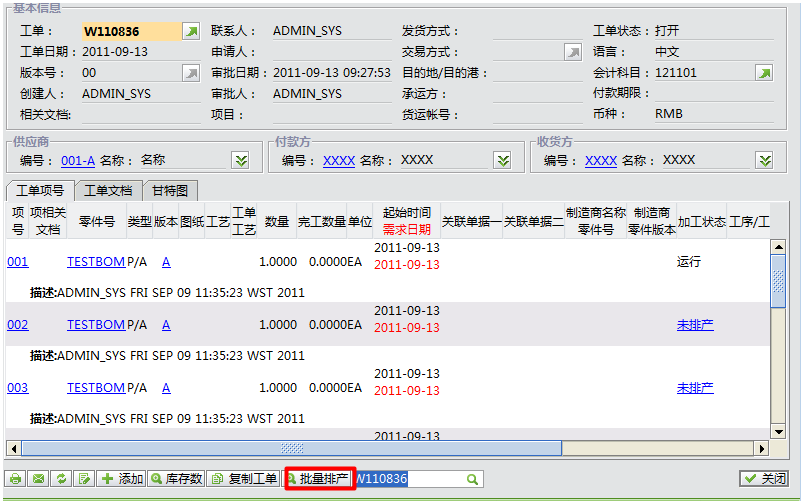 基本信息
工单： W110836 联系人： ADMIN_SYS 发货方式： 工单状态： 打开
工单日期： 2011-09-13 申请人： 交易方式： 语言： 中文
版本号： 00 审批日期： 2011-09-13 09:27:53 目的地/目的港： 会计科目： 121101
创建人： ADMIN_SYS 审批人： ADMIN_SYS 承运方： 付款期限：
相关文档: 项目： 货运帐号： 币种： RMB
供应商 付款方 收货方
编号： 001-A 名称： 名称 编号： XXXX 名称： XXXX 编号： XXXX 名称： XXXX
工单项号 工单文档 甘特图
项号 项相关文档 零件号 类型 版本 图纸 工艺 工单工艺 数量 完工数量 单位 起始时间 需求日期 关联单据一 关联单据二 制造商名称零件号 制造商零件版本 加工状态 工序/工
2011-09-13
001 TESTBOM P/A A 1.0000 0.0000EA 2011-09-13 运行
描述:ADMIN_SYS FRI SEP 09 11:35:23 WST 2011
2011-09-13
002 TESTBOM P/A A 1.0000 0.0000EA 2011-09-13 未排产
描述:ADMIN_SYS FRI SEP 09 11:35:23 WST 2011
2011-09-13
003 TESTBOM P/A A 1.0000 0.0000EA 2011-09-13 未排产
描述:ADMIN_SYS FRI SEP 09 11:35:23 WST 2011
2011-09-13
添加 库存数 复制工单 批量排产 W110836 关闭